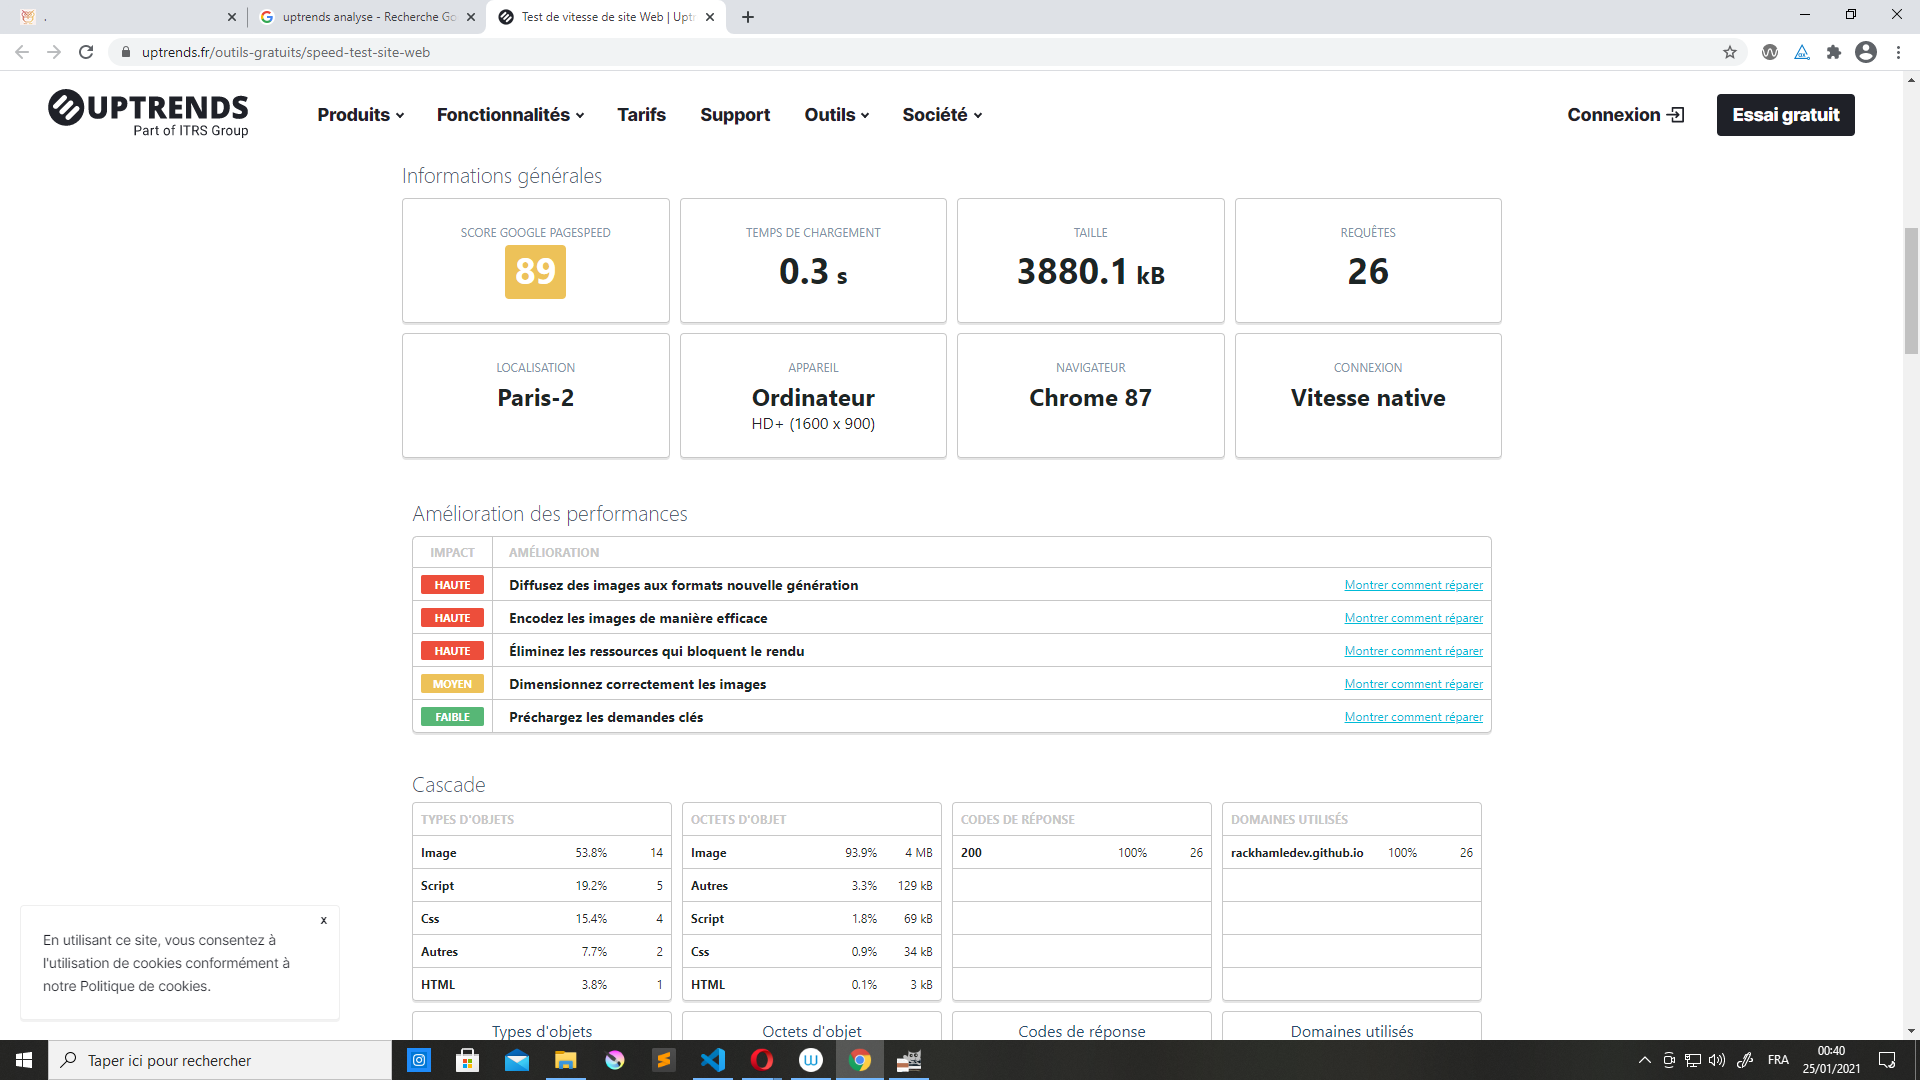 .
uptrends analyse - Recherche Go
Test de vitesse de site Web | Uptr
uptrends.fr/outils-gratuits/speed-test-site-web
UPTRENDS
Part of ITRS Group
Produits
Fonctionnalités
Tarifs
Support
Outils
Société
Connexion
Essai gratuit
Informations générales
SCORE GOOGLE PAGESPEED
89
TEMPS DE CHARGEMENT
0.3 s
TAILLE
3880.1 kB
REQUÊTES
26
LOCALISATION
Paris-2
APPAREIL
Ordinateur
HD+ (1600 x 900)
NAVIGATEUR
Chrome 87
CONNEXION
Vitesse native
Amélioration des performances
IMPACT AMÉLIORATION
HAUTE Diffusez des images aux formats nouvelle génération Montrer comment réparer
HAUTE Encodez les images de manière efficace Montrer comment réparer
HAUTE Éliminez les ressources qui bloquent le rendu Montrer comment réparer
MOYEN Dimensionnez correctement les images Montrer comment réparer
FAIBLE Préchargez les demandes clés Montrer comment réparer
Cascade
TYPES D'OBJETS
Image 53.8% 14
Script 19.2% 5
Css 15.4% 4
Autres 7.7% 2
HTML 3.8% 1
Types d'objets
OCTETS D'OBJET
Image 93.9% 4 MB
Autres 3.3% 129 kB
Script 1.8% 69 kB
Css 0.9% 34 kB
HTML 0.1% 3 kB
Octets d'objet
CODES DE RÉPONSE
200 100% 26
Codes de réponse
DOMAINES UTILISÉS
rackhamledev.github.io 100% 26
Domaines utilisés
x
En utilisant ce site, vous consentez à
l'utilisation de cookies conformément à
notre Politique de cookies.
Taper ici pour rechercher
FRA
00:40
25/01/2021